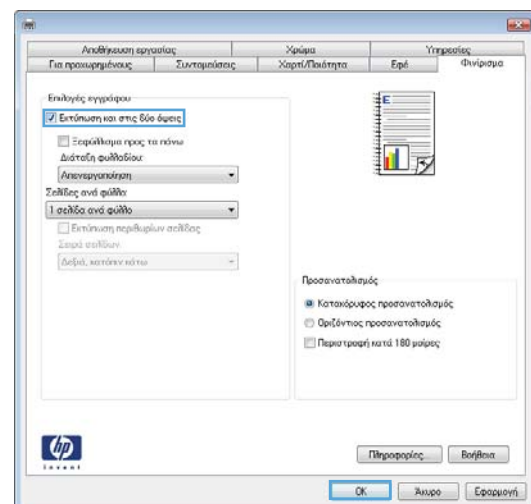 Αποθήκευση εργασίας Χρώμα Υπηρεσίες
Για προχωρημένους Συντομεύσεις Χαρτί/Ποιότητα Εφέ Φινίρισμα
Επιλογές εγγράφου
Εκτύπωση και στις δύο όψεις
Ξεφύλλισμα προς τα πάνω
Διάταξη φυλλαδίου:
Απενεργοποίηση
Σελίδες ανά φύλλο:
1 σελίδα ανά φύλλο
Εκτύπωση περιθωρίων σελίδας
Σειρά σελίδων:
Δεξιά, κατόπιν κάτω
E
Προσανατολισμός
Κατακόρυφος προσανατολισμός
Οριζόντιος προσανατολισμός
Περιστροφή κατά 180 μοίρες
hp
invent
Πληροφορίες... Βοήθεια
OK Άκυρο Εφαρμογή